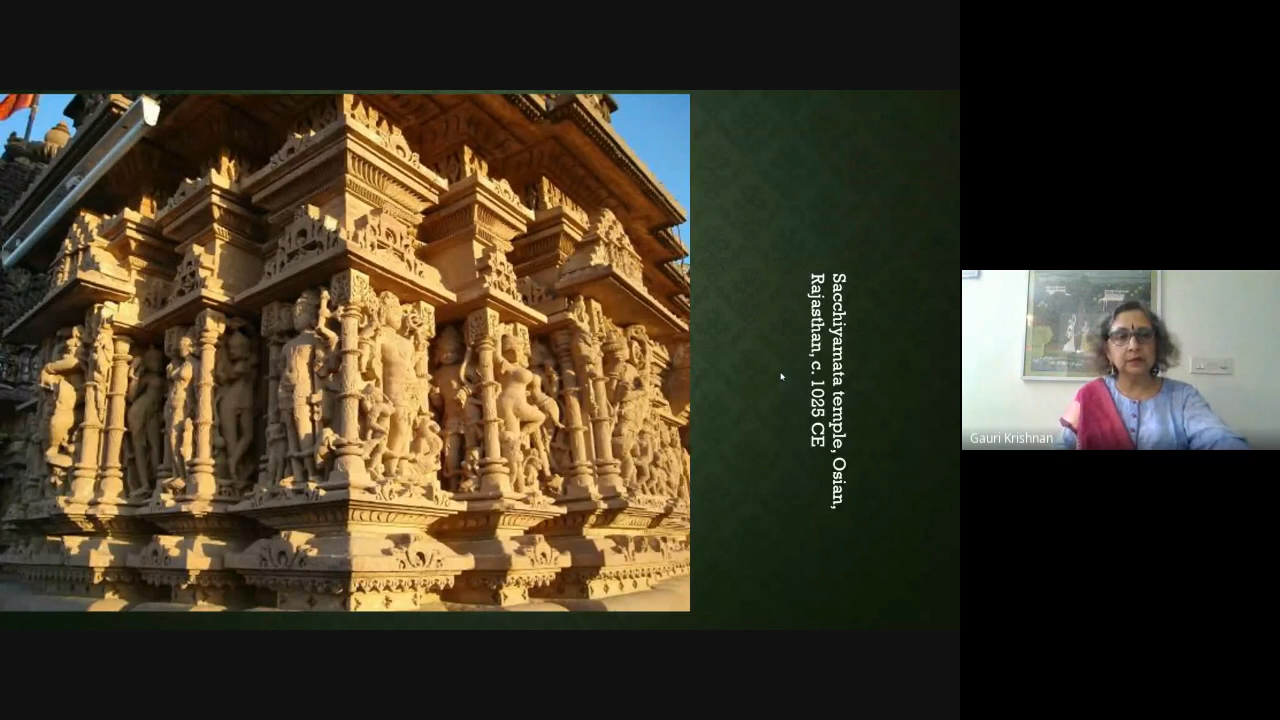 Sacchiyamata temple, Osian,
Rajasthan, c. 1025 CE
Gauri Krishnan